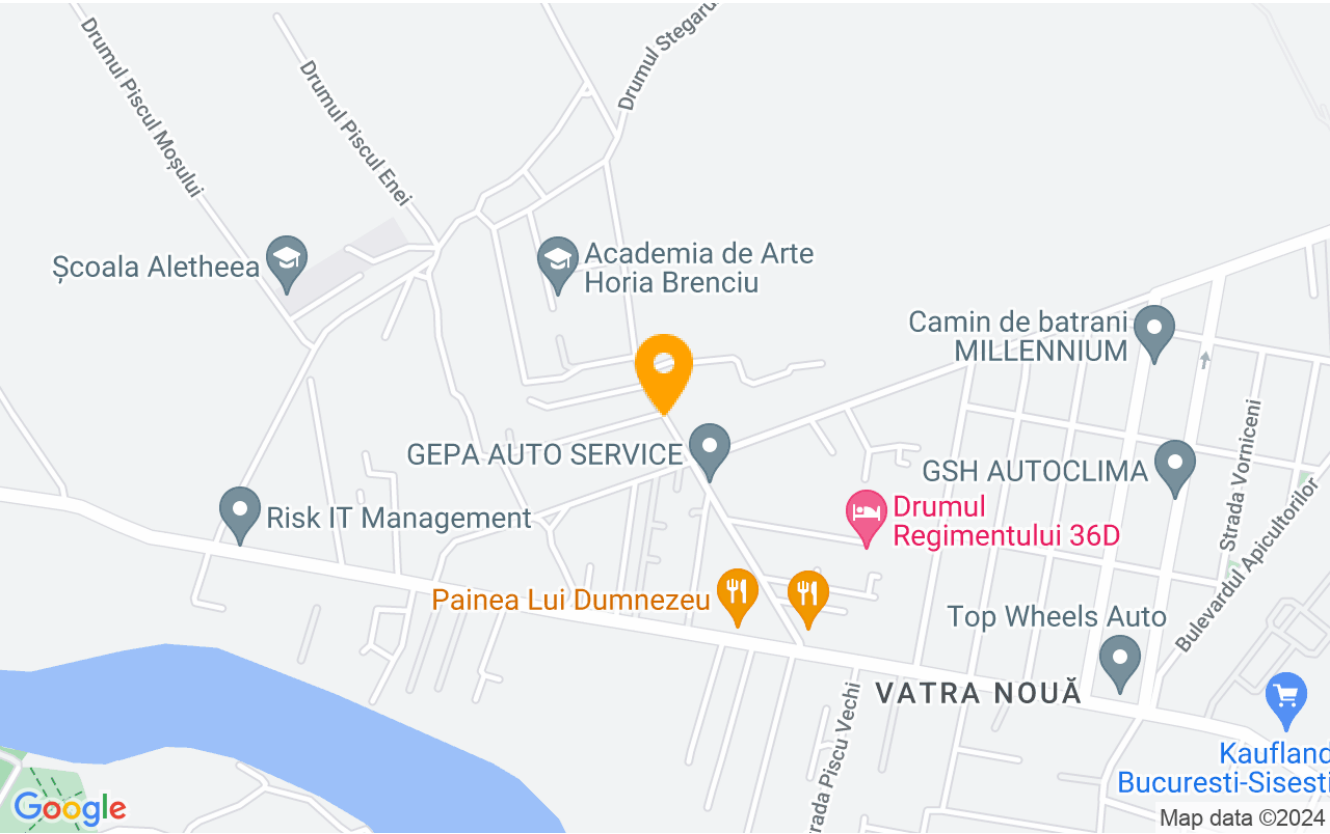 Drumul Piscul Moșului
Drumul Piscul Enei
Drumul Stegaru
Școala Aletheea
Academia de Arte
Horia Brenciu
Camin de batrani
MILLENNIUM
GEPA AUTO SERVICE
GSH AUTOCLIMA
Strada Vorniceni
Bulevardul Apicultorilor
Risk IT Management
Drumul
Regimentului 36D
Painea Lui Dumnezeu
Top Wheels Auto
VATRA NOUĂ
rada Piscu Vechi
Kaufland
Bucuresti-Sisesti
Google
Map data ©2024